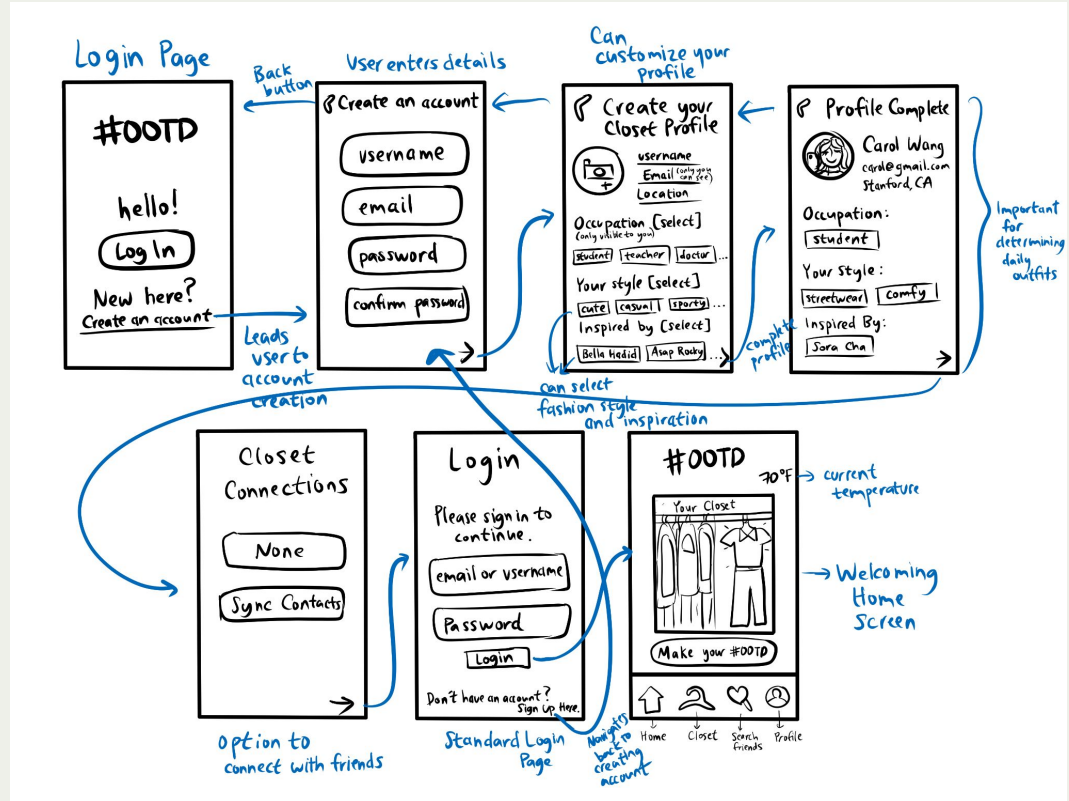 Login Page
#OOTD
hello!
Log In
New here?
Create an account
Back
button
Leads
user to
account
creation
User enters details
Create an account
username
email
password
confirm password
Can
customize your
profile
Create your
Closet Profile
username
Email (only you
can see)
Location
Occupation [select]
(only visible to you)
student
teacher
doctor
...
Your style [select]
cute
casual
sporty
...
Inspired by [select]
Bella Hadid
Asap Rocky
...
can select
fashion style
and inspiration
complete
profile
Profile Complete
Carol Wang
carol@gmail.com
Stanford, CA
Occupation:
student
Your Style:
streetwear
comfy
Inspired By:
Sora Cha
Important
for
determining
daily
outfits
Closet
Connections
None
Sync Contacts
option to
connect with friends
Login
Please sign in to
continue.
email or username
Password
Login
Don't have an account?
Sign Up Here.
Standard Login
Page
Navigates
back to
creating
account
#OOTD
70°F
current
temperature
Your Closet
Make your #OOTD
Welcoming
Home
Screen
Home
Closet
Search
friends
Profile